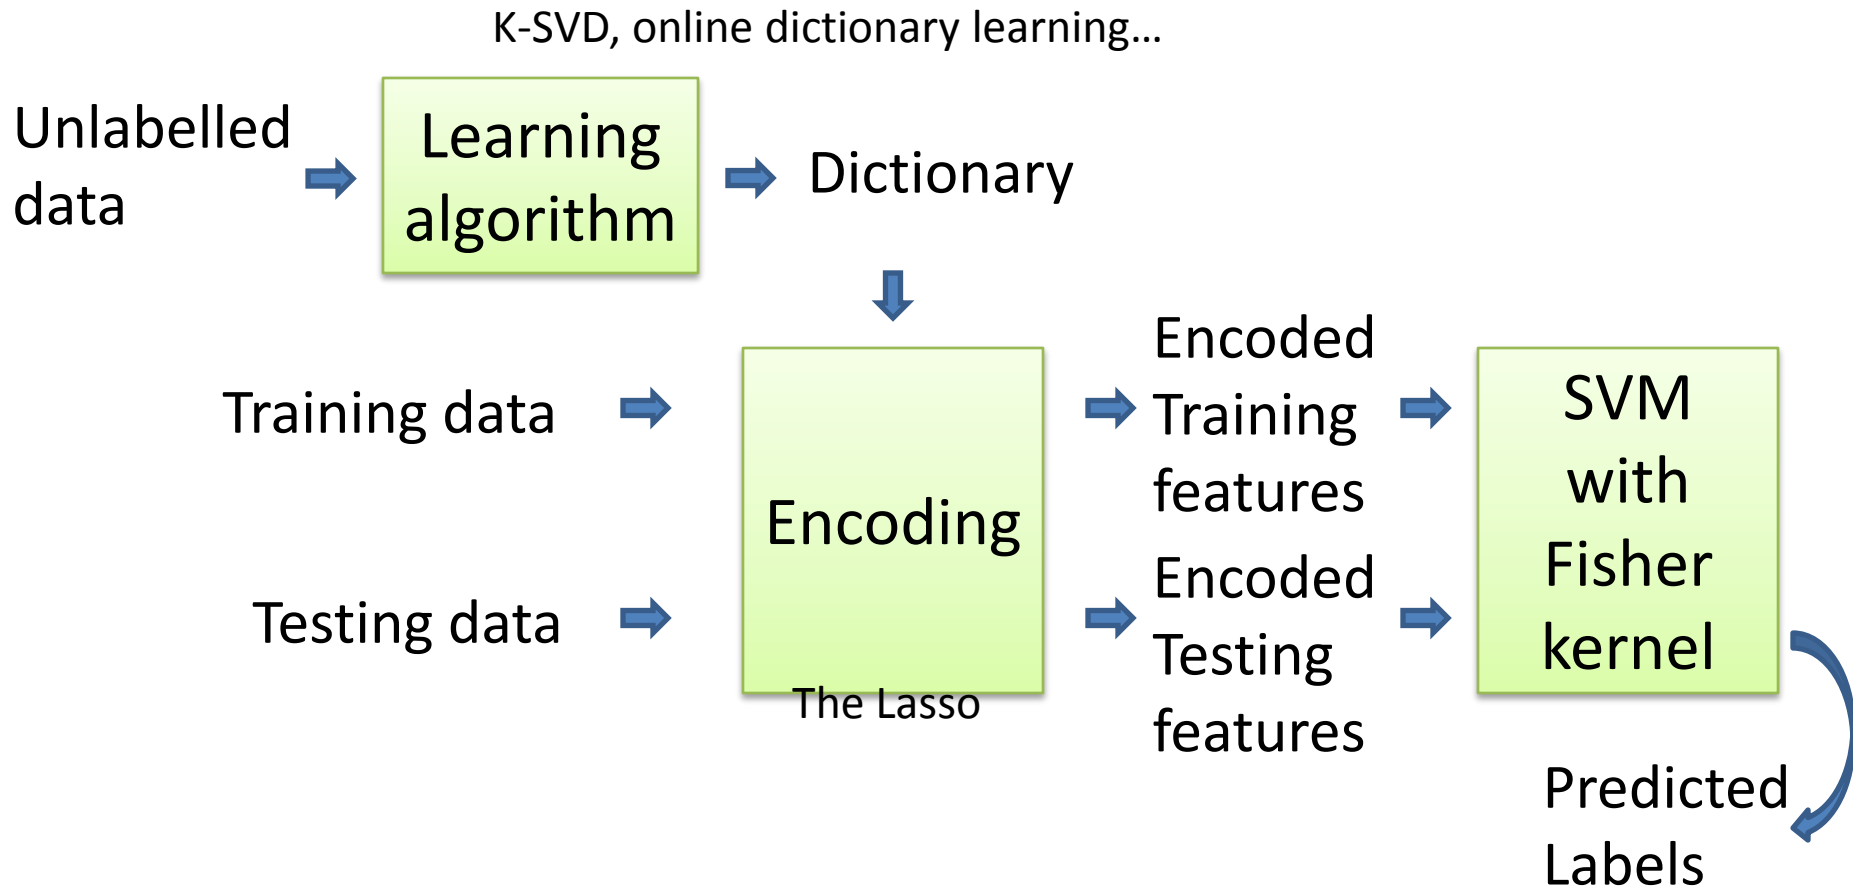 K-SVD, online dictionary learning…
Unlabelled
data
Learning
algorithm
Dictionary
Training data
Testing data
Encoding
The Lasso
Encoded
Training
features
Encoded
Testing
features
SVM
with
Fisher
kernel
Predicted
Labels